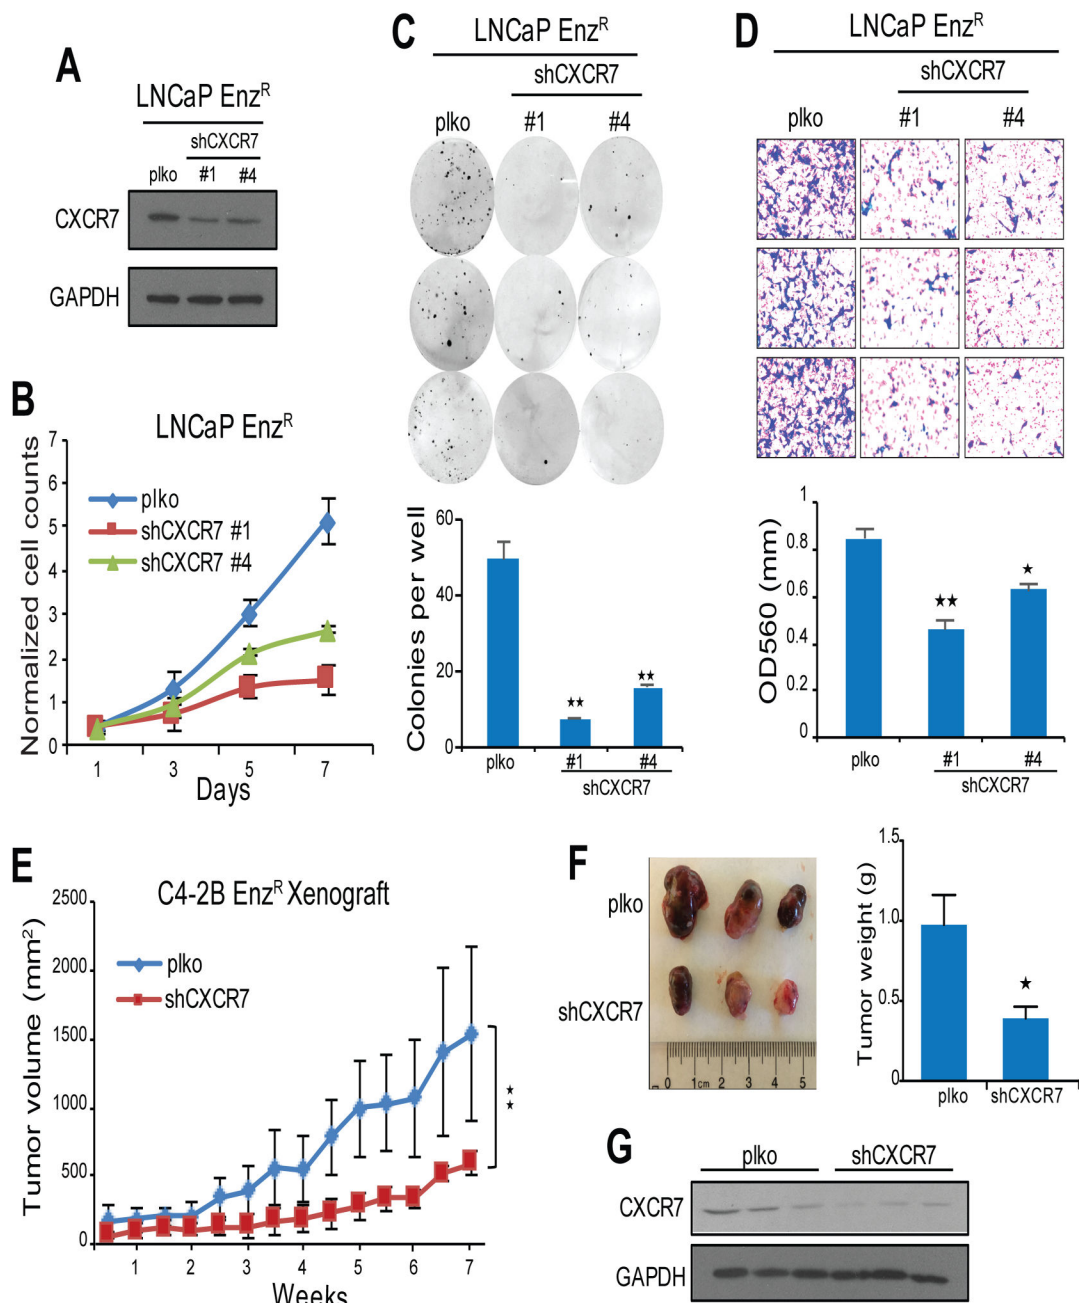 A
LNCaP Enz^R
shCXCR7
plko #1 #4
CXCR7
GAPDH
B
LNCaP Enz^R
Normalized cell counts
7
6
5
4
3
2
1
0
plko
shCXCR7 #1
shCXCR7 #4
1 3 5 7
Days
C
LNCaP Enz^R
shCXCR7
plko #1 #4
Colonies per well
60
40
20
0
★★
★★
plko #1 #4
shCXCR7
D
LNCaP Enz^R
shCXCR7
plko #1 #4
OD560 (mm)
1
0.8
0.6
0.4
0.2
0
★★
★
plko #1 #4
shCXCR7
E
C4-2B Enz^R Xenograft
Tumor volume (mm²)
2500
2000
1500
1000
500
0
plko
shCXCR7
★★
1 2 3 4 5 6 7
Weeks
F
plko
shCXCR7
0 1cm 2 3 4 5
Tumor weight (g)
1.5
1.0
0.5
0
★
plko shCXCR7
G
plko shCXCR7
CXCR7
GAPDH